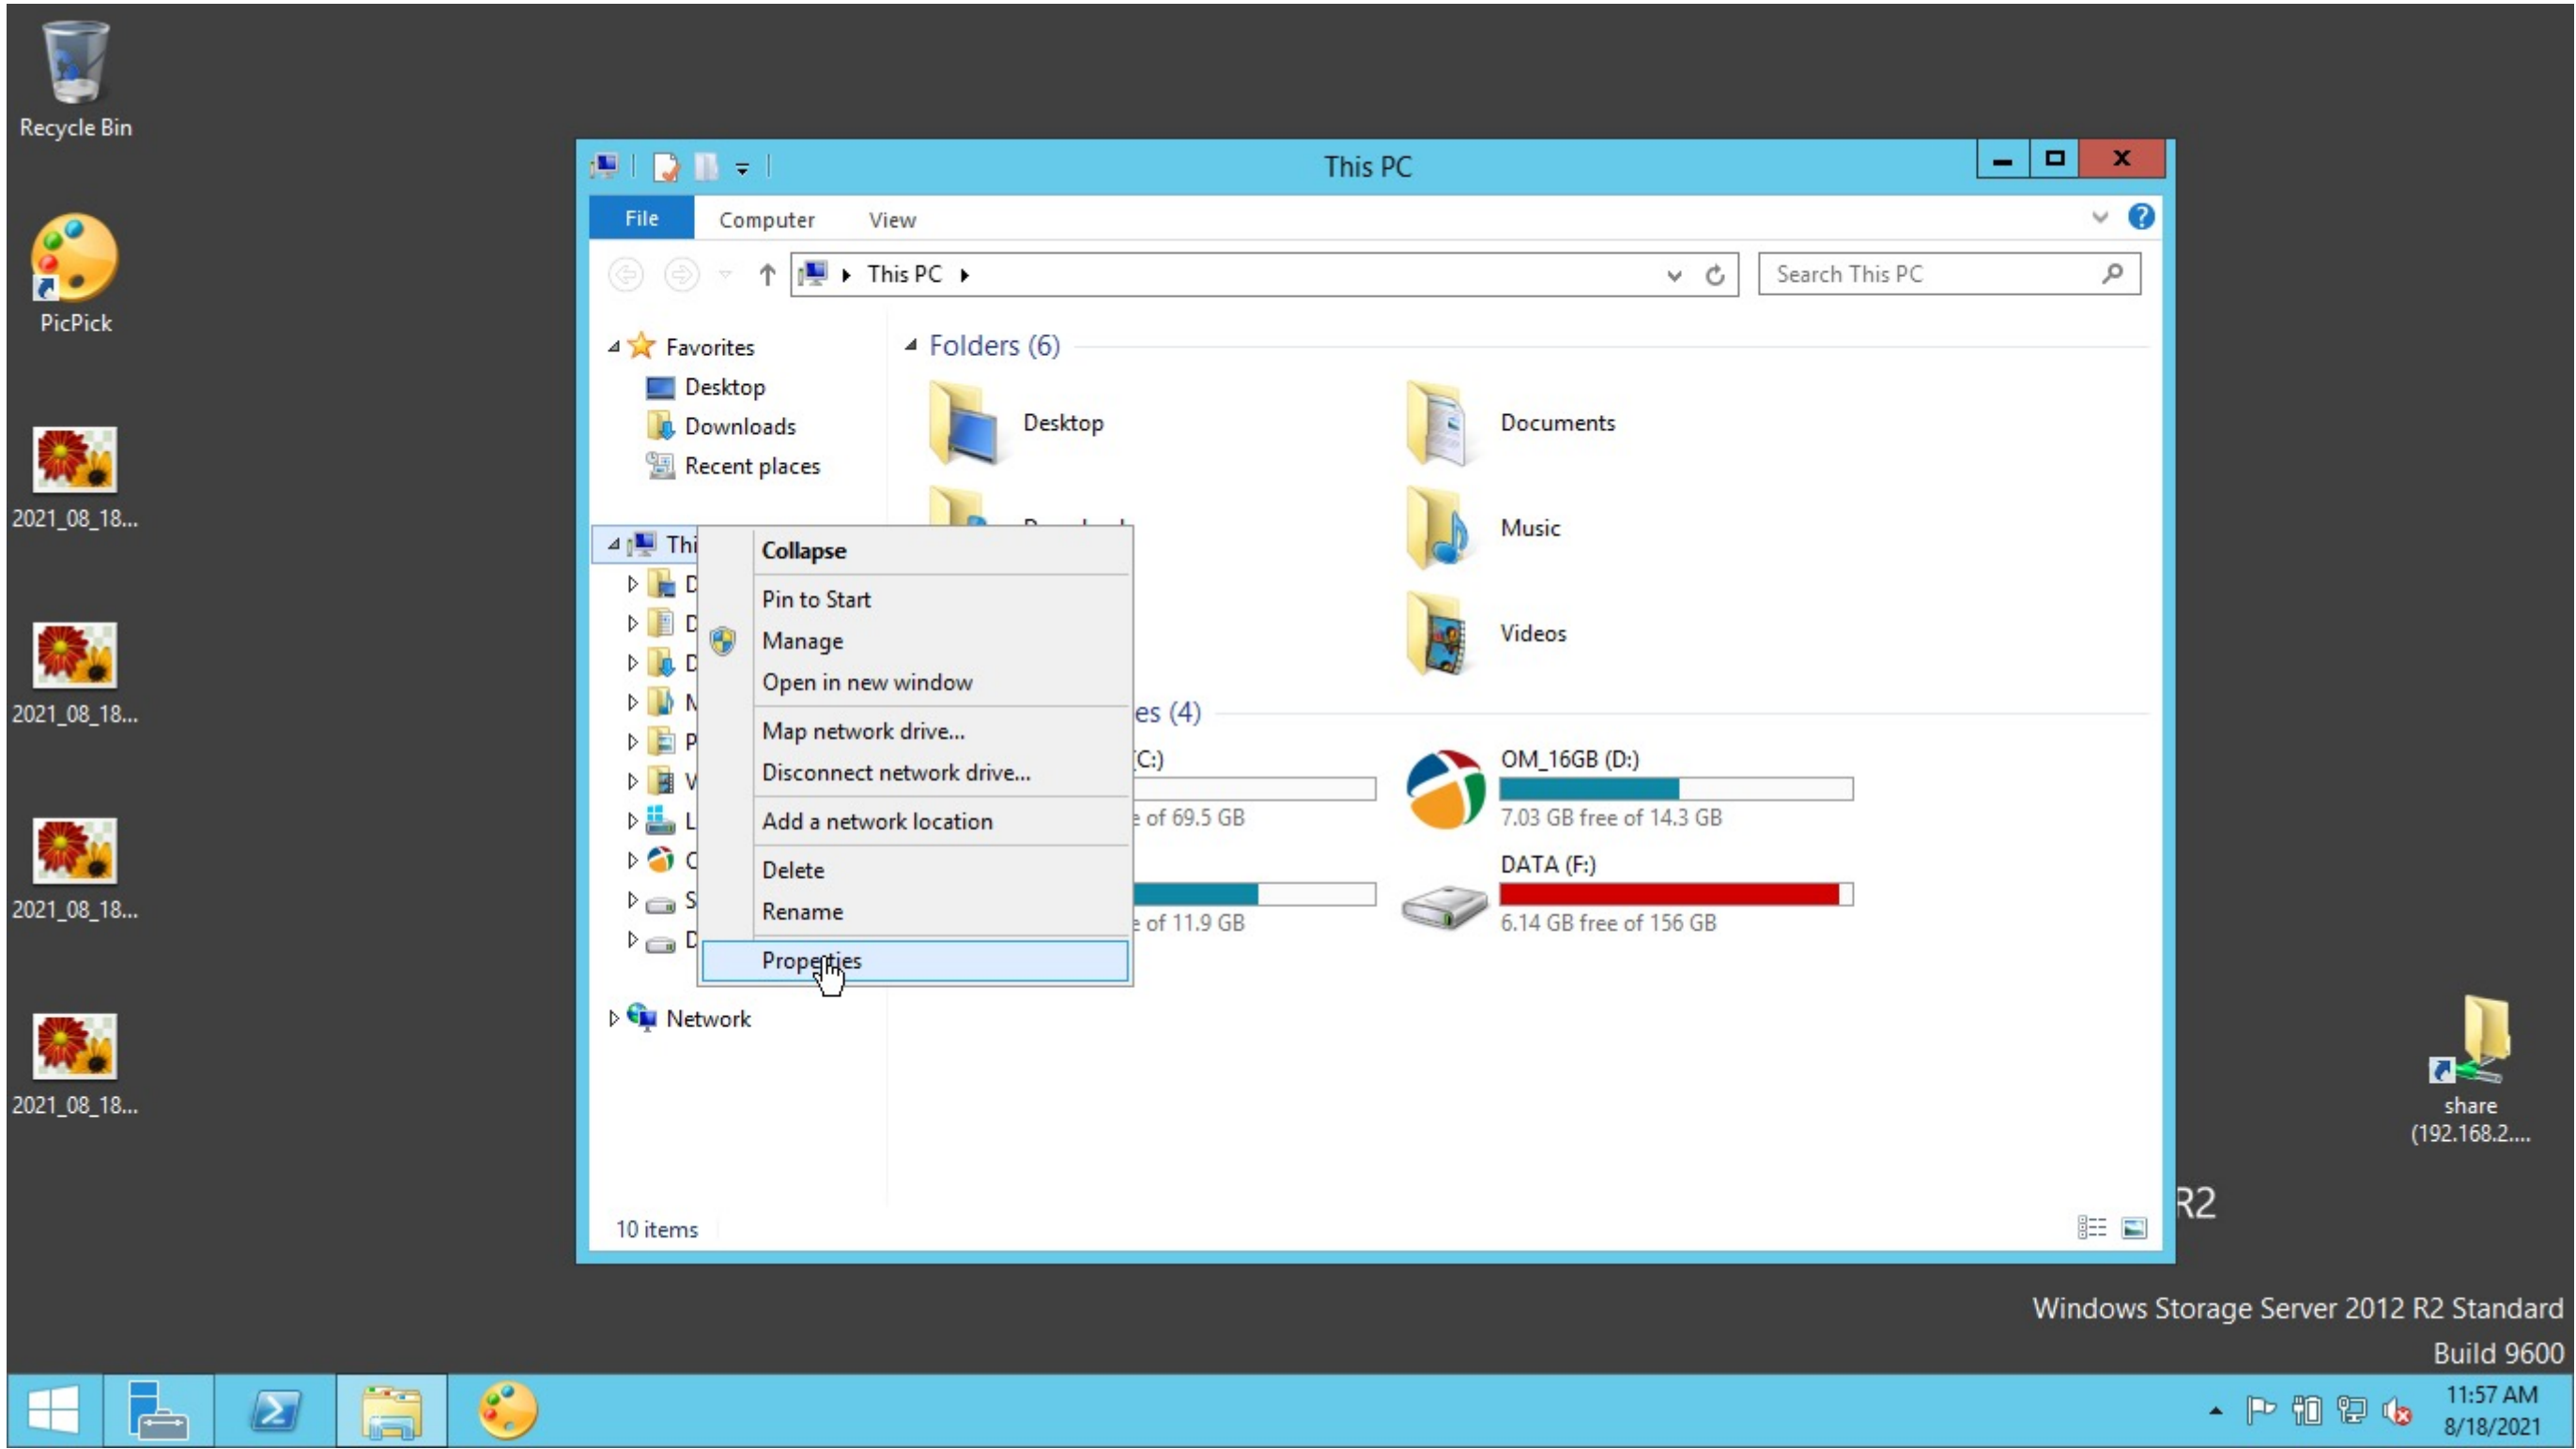 Recycle Bin
PicPick
2021_08_18...
2021_08_18...
2021_08_18...
2021_08_18...
This PC
File Computer View
This PC
Search This PC
Favorites
Desktop
Downloads
Recent places
Thi
D
D
D
M
P
V
L
S
D
Network
Folders (6)
Desktop
Documents
Music
Videos
Collapse
Pin to Start
Manage
Open in new window
Map network drive...
Disconnect network drive...
Add a network location
Delete
Rename
Properties
es (4)
C:)
e of 69.5 GB
OM_16GB (D:)
7.03 GB free of 14.3 GB
e of 11.9 GB
DATA (F:)
6.14 GB free of 156 GB
10 items
share
(192.168.2....
R2
Windows Storage Server 2012 R2 Standard
Build 9600
11:57 AM
8/18/2021